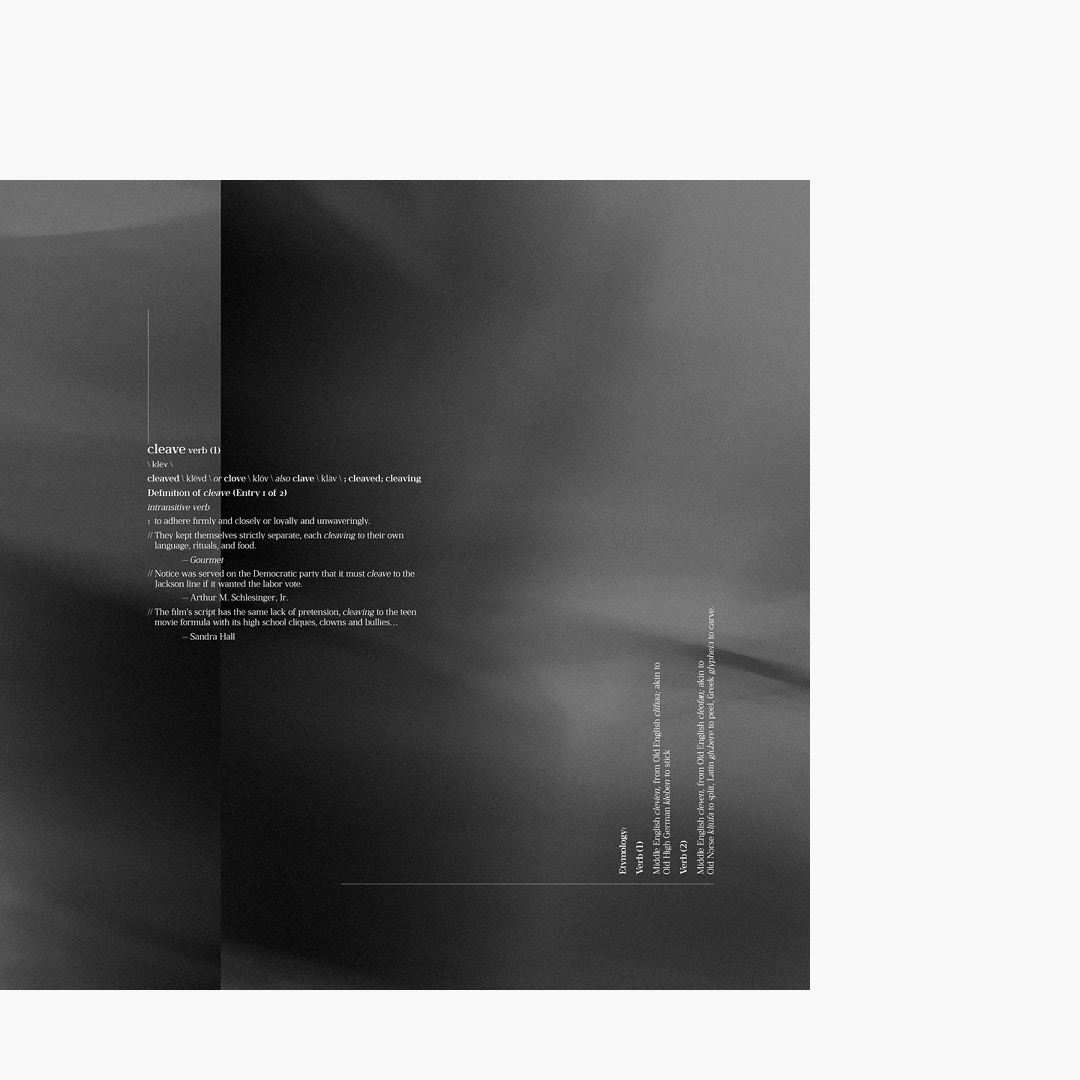 cleave verb (1)
\ klēv \
cleaved \ klēvd \ or clove \ klōv \ also clave \ klāv \ ; cleaved; cleaving
Definition of cleave (Entry 1 of 2)
intransitive verb
: to adhere firmly and closely or loyally and unwaveringly.
// They kept themselves strictly separate, each cleaving to their own
language, rituals, and food.
— Gourmet
// Notice was served on the Democratic party that it must cleave to the
Jackson line if it wanted the labor vote.
— Arthur M. Schlesinger, Jr.
// The film's script has the same lack of pretension, cleaving to the teen
movie formula with its high school cliques, clowns and bullies…
— Sandra Hall
Etymology:
Verb (1)
Middle English clevien, from Old English clifian; akin to
Old High German kleben to stick
Verb (2)
Middle English cleven, from Old English cleofan; akin to
Old Norse kljufa to split, Latin glubere to peel, Greek glyphein to carve.